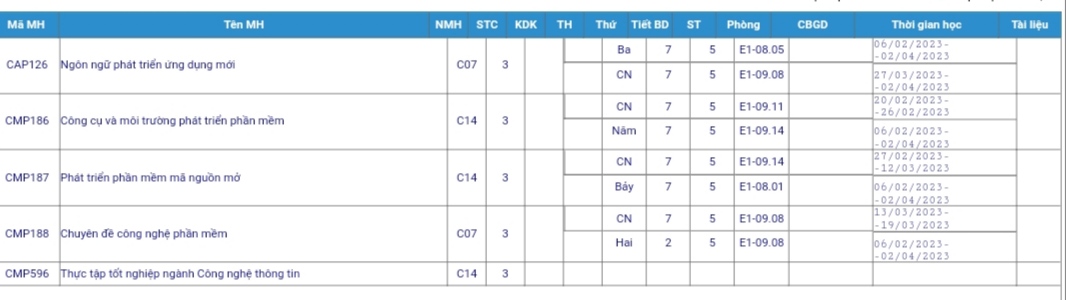 Mã MH Tên MH NMH STC KDK TH Thứ Tiết BD ST Phòng CBGD Thời gian học Tài liệu
CAP126 Ngôn ngữ phát triển ứng dụng mới C07 3
Ba 7 5 E1-08.05 06/02/2023-
-02/04/2023
CN 7 5 E1-09.08 27/03/2023-
-02/04/2023
CMP186 Công cụ và môi trường phát triển phần mềm C14 3
CN 7 5 E1-09.11 20/02/2023-
-26/02/2023
Năm 7 5 E1-09.14 06/02/2023-
-02/04/2023
CMP187 Phát triển phần mềm mã nguồn mở C14 3
CN 7 5 E1-09.14 27/02/2023-
-12/03/2023
Bảy 7 5 E1-08.01 06/02/2023-
-02/04/2023
CMP188 Chuyên đề công nghệ phần mềm C07 3
CN 7 5 E1-09.08 13/03/2023-
-19/03/2023
Hai 2 5 E1-09.08 06/02/2023-
-02/04/2023
CMP596 Thực tập tốt nghiệp ngành Công nghệ thông tin C14 3